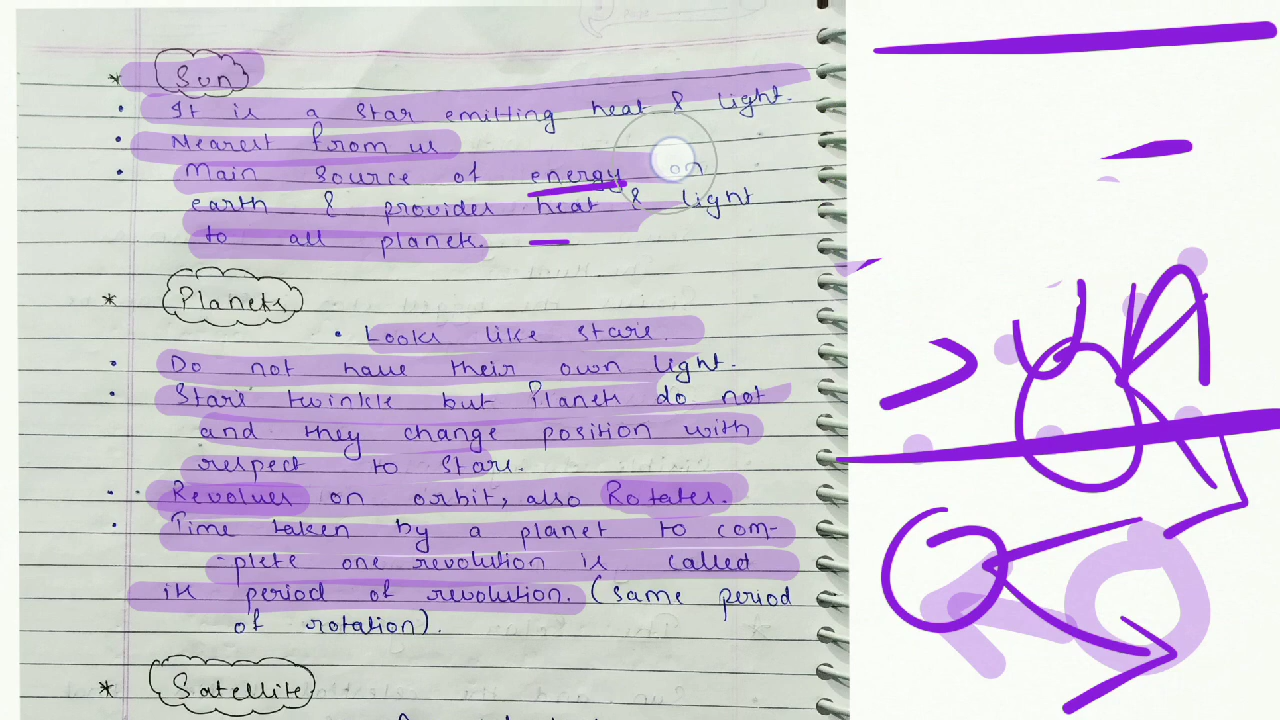 * Sun
• It is a star emitting heat & light.
• Nearest from us
• Main source of energy on
earth & provides heat & light
to all planets.
* Planets
• Looks like stars.
• Do not have their own light.
• Stars twinkle but Planets do not
and they change position with
respect to stars.
• Revolves on orbit, also Rotates.
• Time taken by a planet to com-
-plete one revolution is called
its period of revolution. (same period
of rotation).
* Satellite